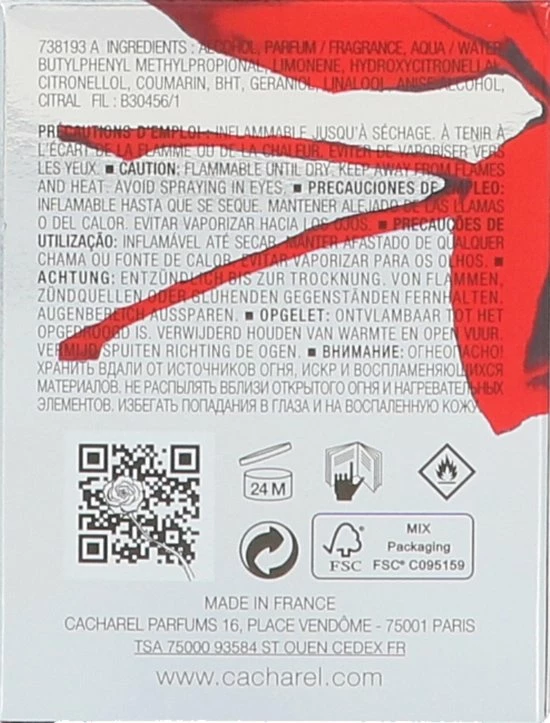 738193 A INGREDIENTS : ALCOHOL, PARFUM / FRAGRANCE, AQUA / WATER,
BUTYLPHENYL METHYLPROPIONAL, LIMONENE, HYDROXYCITRONELLAL,
CITRONELLOL, COUMARIN, BHT, GERANIOL, LINALOOL, ANISE ALCOHOL,
CITRAL FIL : B30456/1
PRÉCAUTIONS D'EMPLOI : INFLAMMABLE JUSQU'À SÉCHAGE. À TENIR À
L'ÉCART DE LA FLAMME OU DE LA CHALEUR. EVITER DE VAPORISER VERS
LES YEUX. ■ CAUTION: FLAMMABLE UNTIL DRY. KEEP AWAY FROM FLAMES
AND HEAT. AVOID SPRAYING IN EYES. ■ PRECAUCIONES DE EMPLEO:
INFLAMABLE HASTA QUE SE SEQUE. MANTENER ALEJADO DE LAS LLAMAS
O DEL CALOR. EVITAR VAPORIZAR HACIA LOS OJOS. ■ PRECAUÇÕES DE
UTILIZAÇÃO: INFLAMÁVEL ATÉ SECAR. MANTER AFASTADO DE QUALQUER
CHAMA OU FONTE DE CALOR. EVITAR VAPORIZAR PARA OS OLHOS. ■
ACHTUNG: ENTZÜNDLICH BIS ZUR TROCKNUNG. VON FLAMMEN,
ZÜNDQUELLEN ODER GLÜHENDEN GEGENSTÄNDEN FERNHALTEN.
AUGENBEREICH AUSSPAREN. ■ OPGELET: ONTVLAMBAAR TOT HET
OPGEDROOGD IS. VERWIJDERD HOUDEN VAN WARMTE EN OPEN VUUR.
VERMIJD SPUITEN RICHTING DE OGEN. ■ ВНИМАНИЕ: ОГНЕОПАСНО!
ХРАНИТЬ ВДАЛИ ОТ ИСТОЧНИКОВ ОГНЯ, ИСКР И ВОСПЛАМЕНЯЮЩИХСЯ
МАТЕРИАЛОВ. НЕ РАСПЫЛЯТЬ ВБЛИЗИ ОТКРЫТОГО ОГНЯ И НАГРЕВАТЕЛЬНЫХ
ЭЛЕМЕНТОВ. ИЗБЕГАТЬ ПОПАДАНИЯ В ГЛАЗА И НА ВОСПАЛЕННУЮ КОЖУ.
24 M
FSC
MIX
Packaging
FSC® C095159
MADE IN FRANCE
CACHAREL PARFUMS 16, PLACE VENDÔME - 75001 PARIS
TSA 75000 93584 ST OUEN CEDEX FR
www.cacharel.com